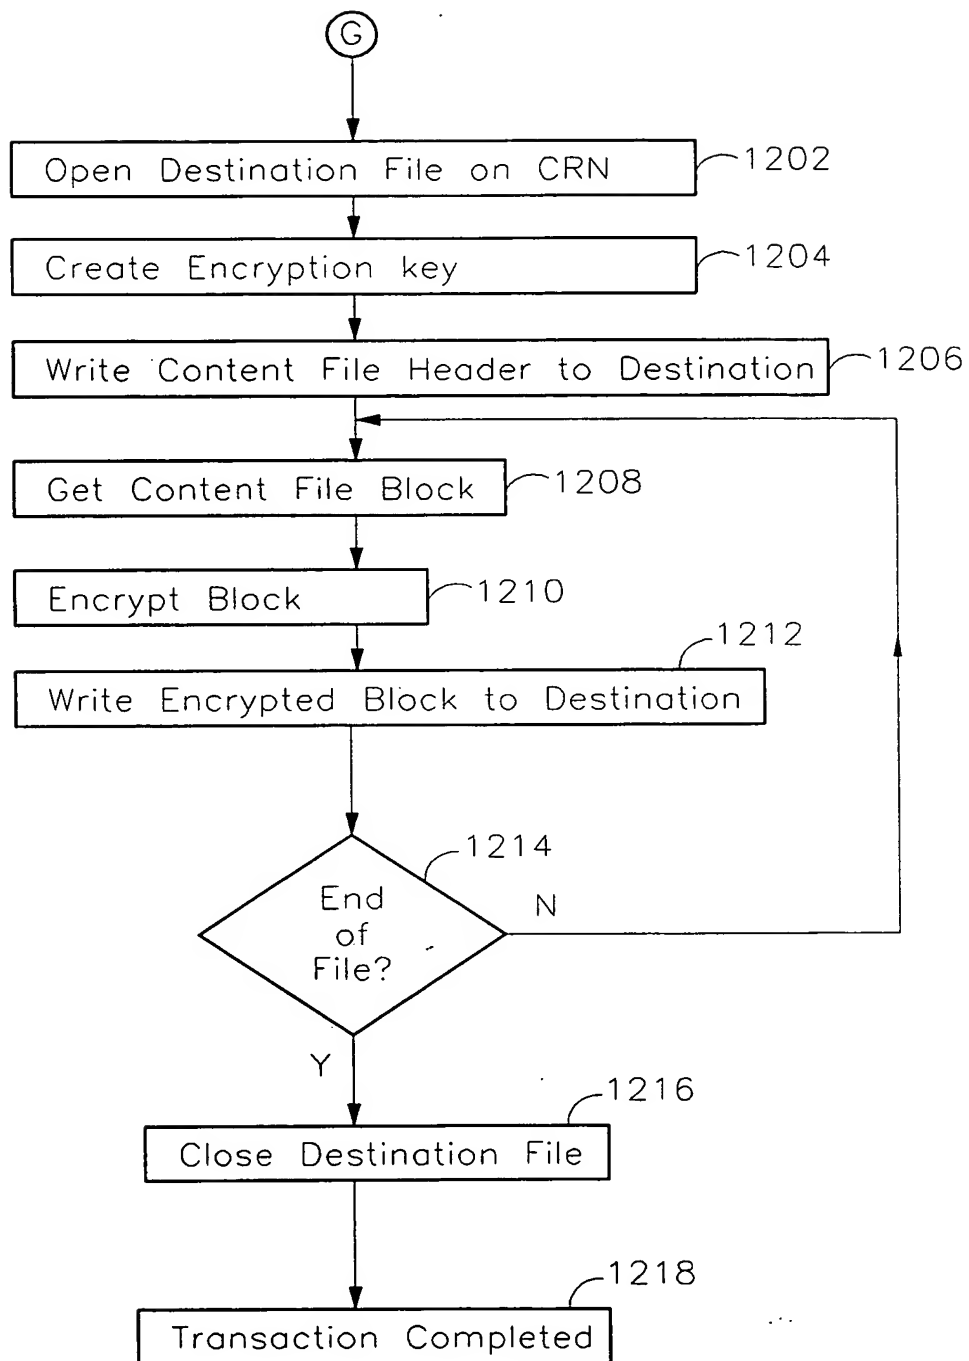 G
Open Destination File on CRN
1202
Create Encryption key
1204
Write Content File Header to Destination
1206
Get Content File Block
1208
Encrypt Block
1210
1212
Write Encrypted Block to Destination
1214
End
of
File?
N
Y
1216
Close Destination File
1218
Transaction Completed